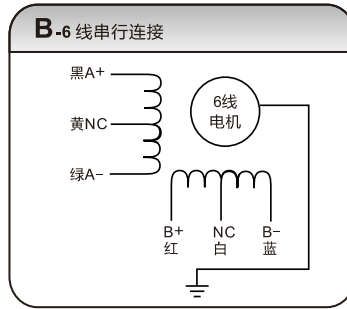 B-6 线串行连接
黑A+
黄NC
绿A-
6线
电机
B+ NC B-
红 白 蓝